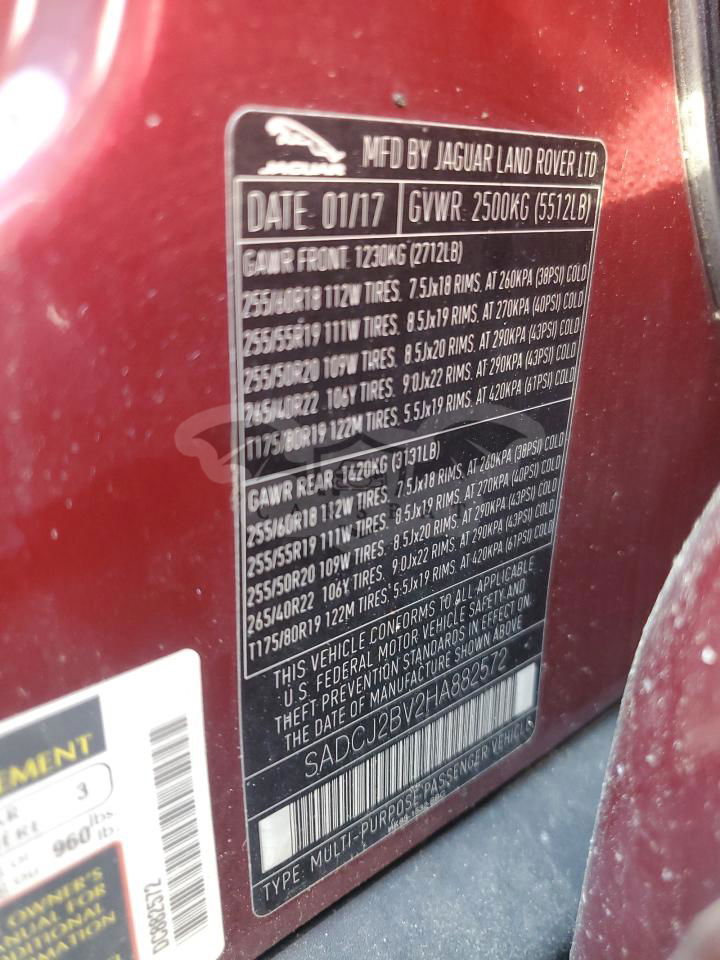 JAGUAR
MFD BY JAGUAR LAND ROVER LTD
DATE 01/17 GVWR 2500KG (5512LB)
GAWR FRONT 1230KG (2712LB)
255/60R18 112W TIRES, 7.5Jx18 RIMS, AT 260KPA (38PSI) COLD
255/55R19 111W TIRES, 8.5Jx19 RIMS, AT 270KPA (40PSI) COLD
255/50R20 109W TIRES, 8.5Jx20 RIMS, AT 290KPA (43PSI) COLD
265/40R22 106Y TIRES, 9.0Jx22 RIMS, AT 290KPA (43PSI) COLD
T175/80R19 122M TIRES, 5.5Jx19 RIMS, AT 420KPA (61PSI) COLD
GAWR REAR 1420KG (3131LB)
255/60R18 112W TIRES, 7.5Jx18 RIMS, AT 260KPA (38PSI) COLD
255/55R19 111W TIRES, 8.5Jx19 RIMS, AT 270KPA (40PSI) COLD
255/50R20 109W TIRES, 8.5Jx20 RIMS, AT 290KPA (43PSI) COLD
265/40R22 106Y TIRES, 9.0Jx22 RIMS, AT 290KPA (43PSI) COLD
T175/80R19 122M TIRES, 5.5Jx19 RIMS, AT 420KPA (61PSI) COLD
THIS VEHICLE CONFORMS TO ALL APPLICABLE
U.S. FEDERAL MOTOR VEHICLE SAFETY AND
THEFT PREVENTION STANDARDS IN EFFECT ON
THE DATE OF MANUFACTURE SHOWN ABOVE
SADCJ2BV2HA882572
TYPE: MULTI-PURPOSE PASSENGER VEHICLE
3
960 lbs
lb.
OWNER'S
MANUAL FOR